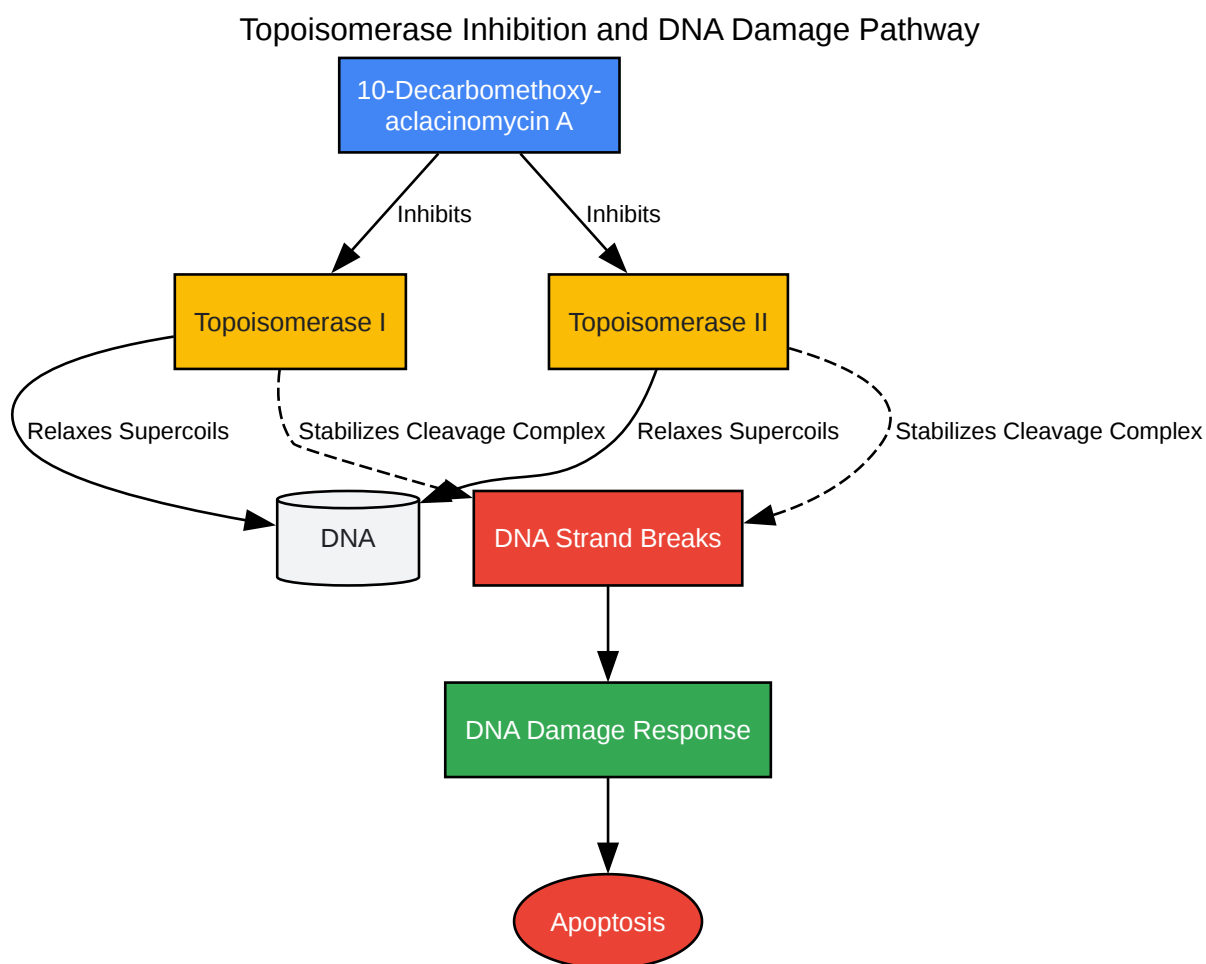 Topoisomerase Inhibition and DNA Damage Pathway
10-Decarbomethoxy-
aclacinomycin A
Inhibits
Inhibits
Topoisomerase I
Topoisomerase II
Relaxes Supercoils
Stabilizes Cleavage Complex
Relaxes Supercoils
Stabilizes Cleavage Complex
DNA
DNA Strand Breaks
DNA Damage Response
Apoptosis